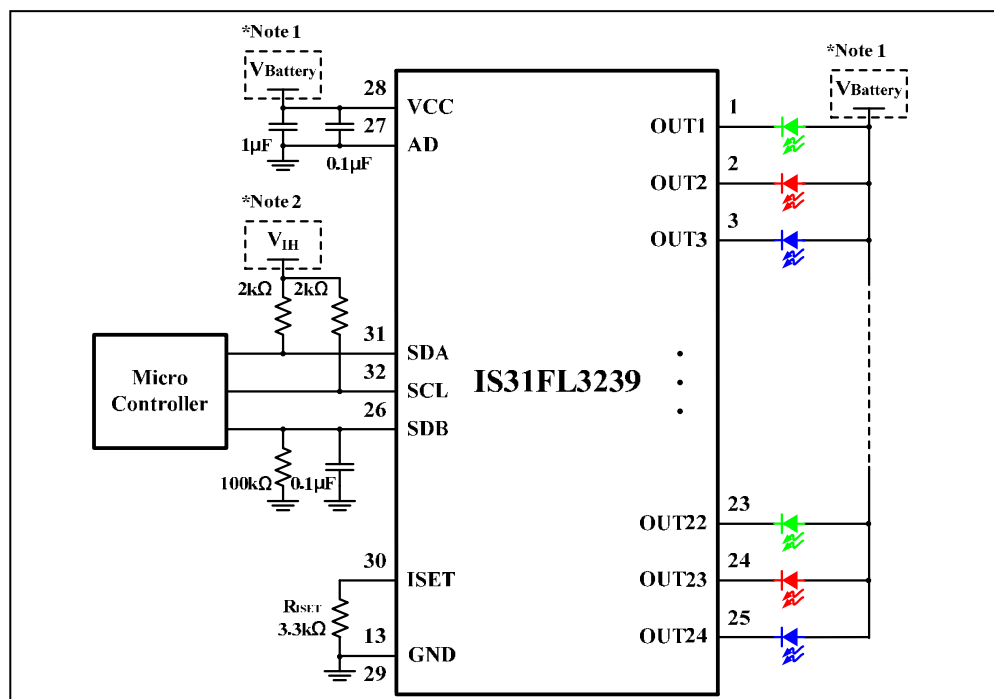 *Note 1
VBattery
28
VCC
27
AD
1µF
0.1µF
*Note 2
VIH
2kΩ
2kΩ
Micro
Controller
31
SDA
32
SCL
26
SDB
100kΩ
0.1µF
30
ISET
RISET
3.3kΩ
13
GND
29
IS31FL3239
*Note 1
VBattery
1
OUT1
2
OUT2
3
OUT3
23
OUT22
24
OUT23
25
OUT24